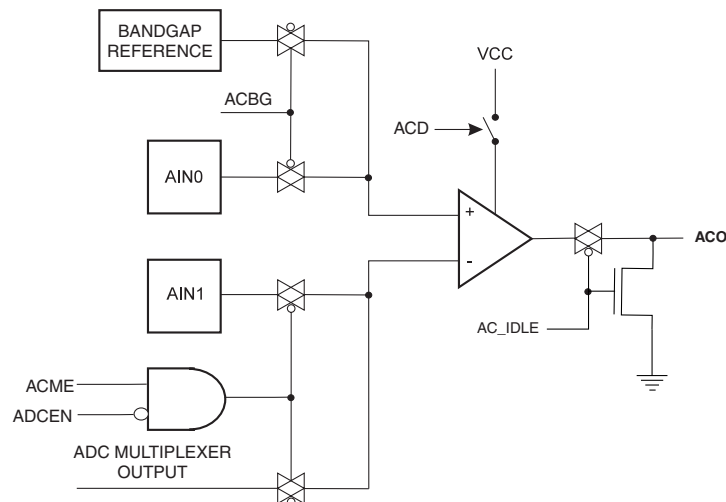 BANDGAP
REFERENCE
VCC
ACBG
ACD
AIN0
+
ACO
-
AIN1
AC_IDLE
ACME
ADCEN
ADC MULTIPLEXER
OUTPUT